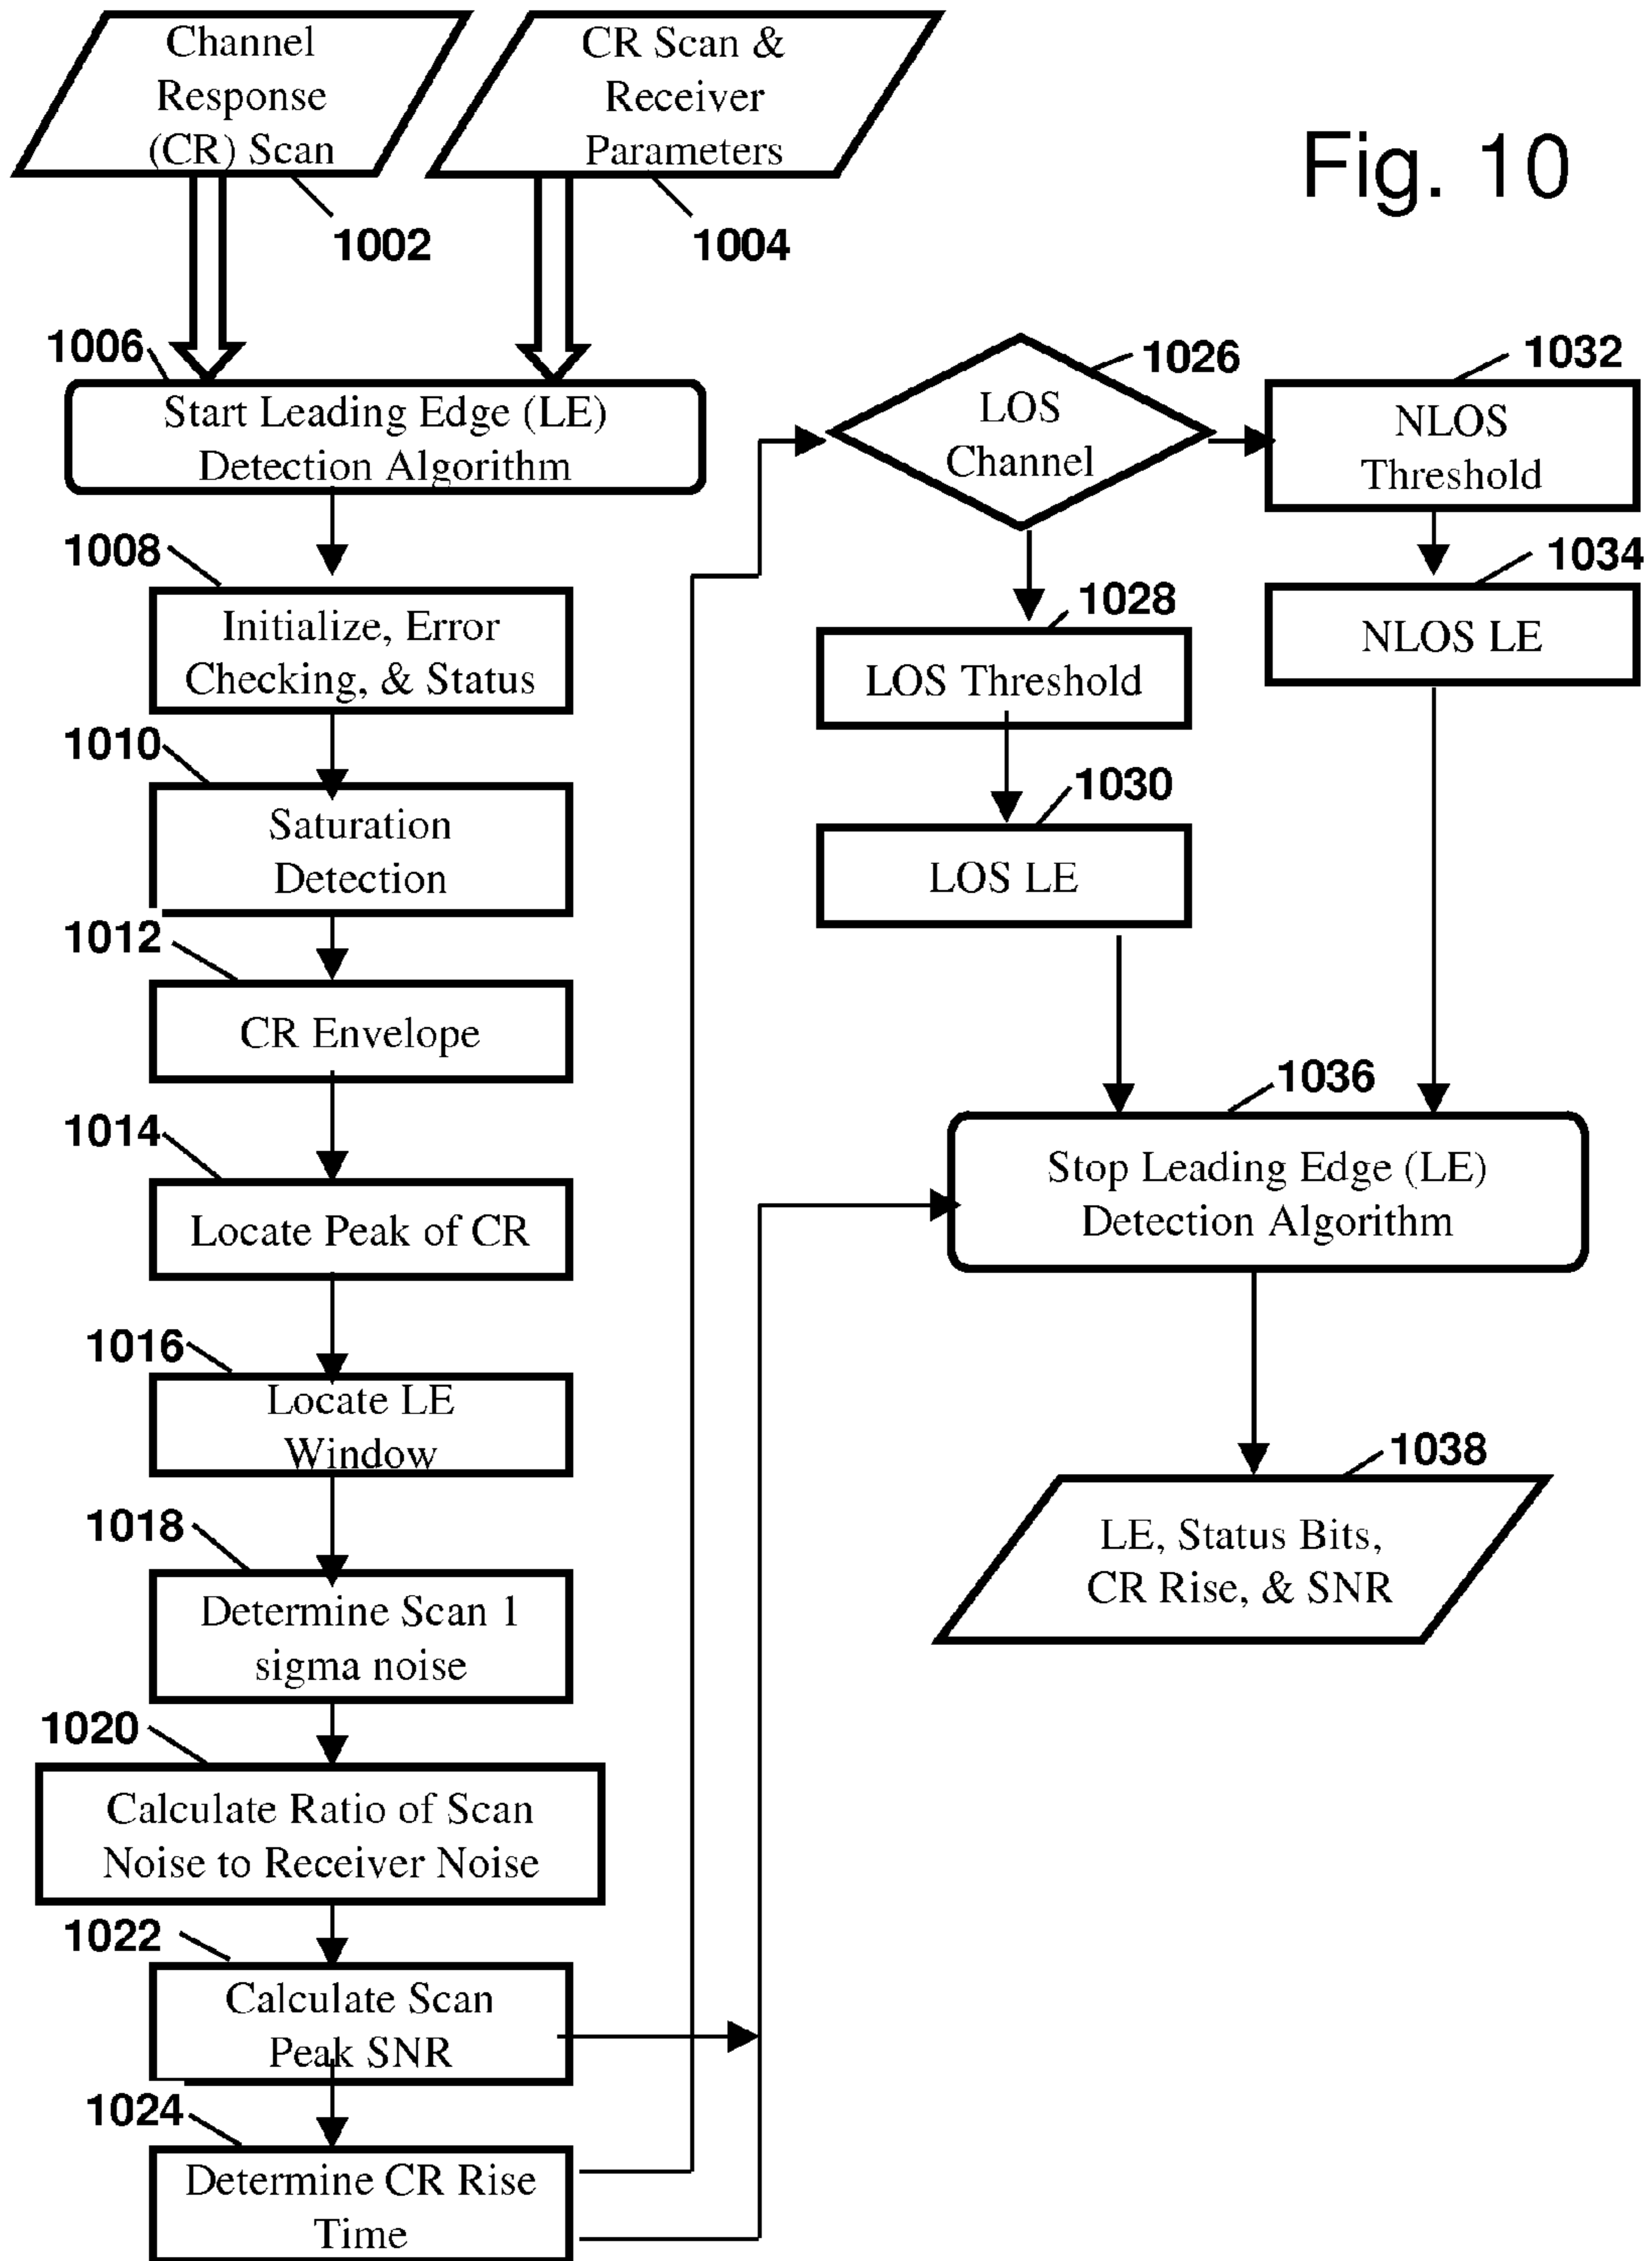 Channel
Response
(CR) Scan
CR Scan &
Receiver
Parameters
Fig. 10
1002
1004
1006
Start Leading Edge (LE)
Detection Algorithm
1008
Initialize, Error
Checking, & Status
1010
Saturation
Detection
1012
CR Envelope
1014
Locate Peak of CR
1016
Locate LE
Window
1018
Determine Scan 1
sigma noise
1020
Calculate Ratio of Scan
Noise to Receiver Noise
1022
Calculate Scan
Peak SNR
1024
Determine CR Rise
Time
1026
LOS
Channel
1028
LOS Threshold
1030
LOS LE
1032
NLOS
Threshold
1034
NLOS LE
1036
Stop Leading Edge (LE)
Detection Algorithm
1038
LE, Status Bits,
CR Rise, & SNR